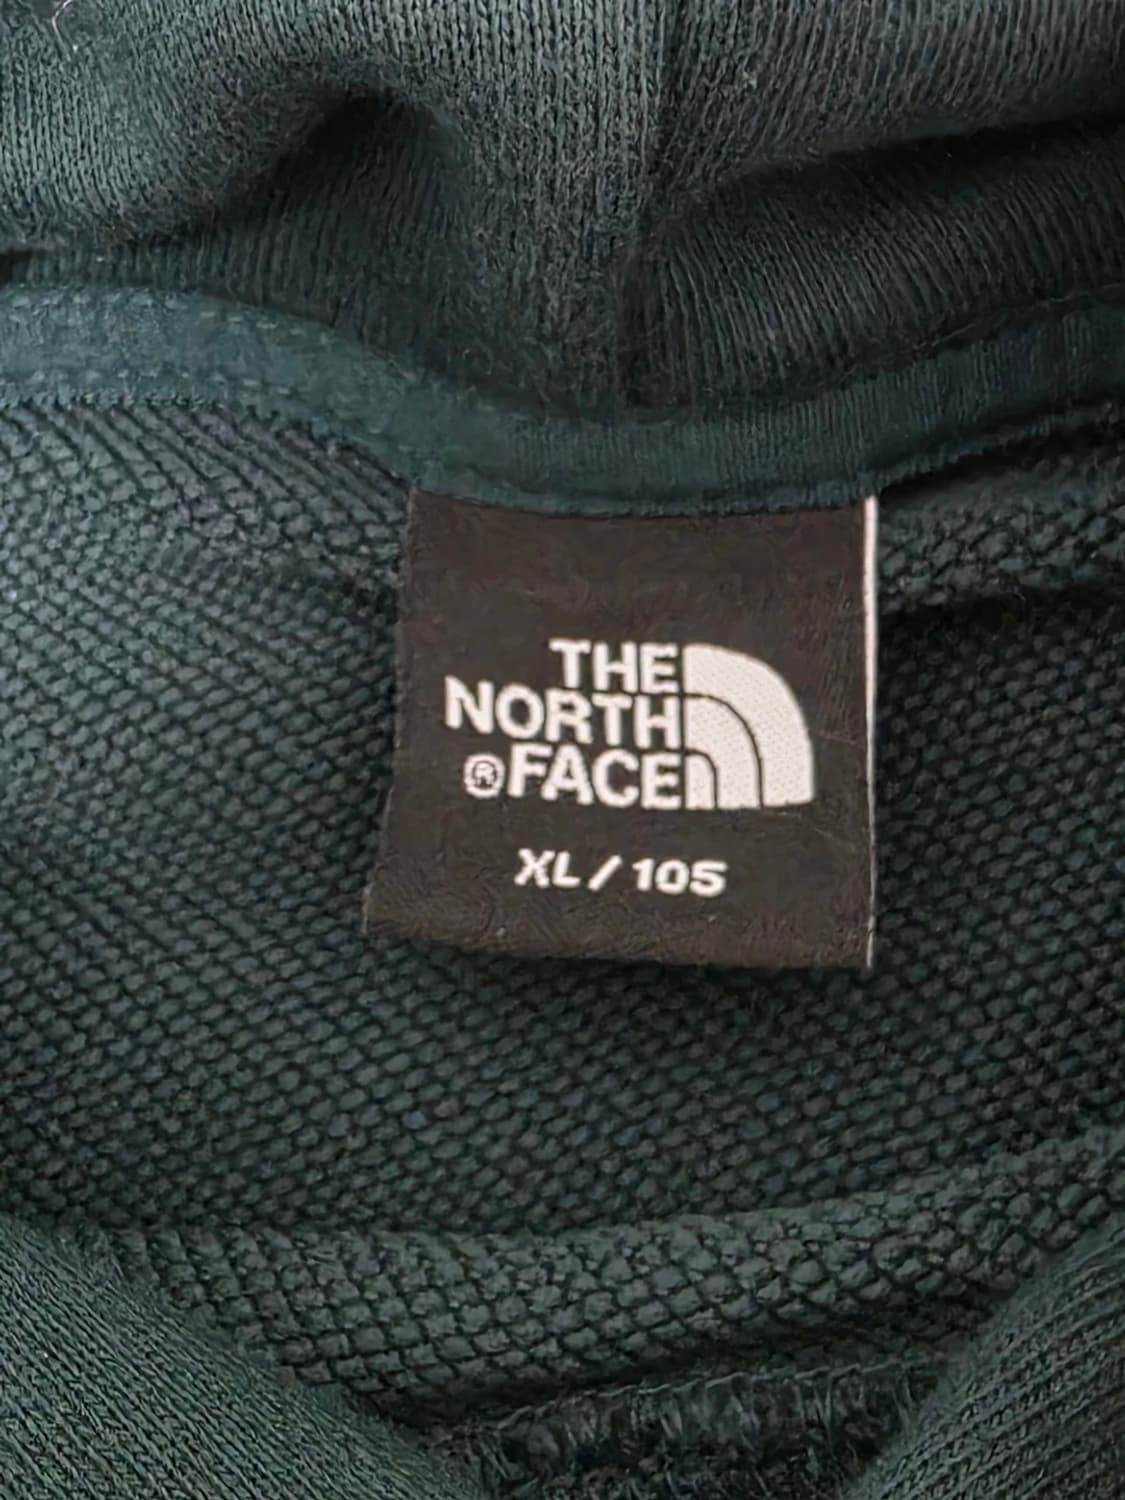 THE
NORTH
®FACE
XL / 105